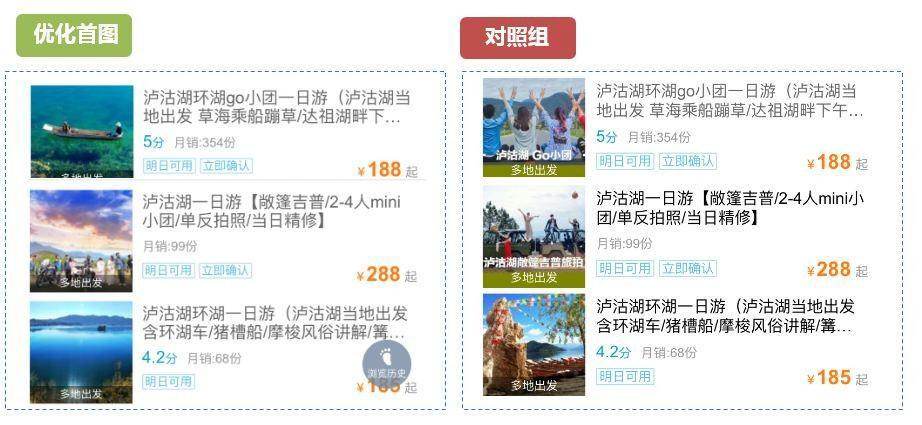 优化首图
对照组
泸沽湖环湖go小团一日游（泸沽湖当
地出发 草海乘船蹦草/达祖湖畔下...
5分 月销:354份
明日可用 立即确认
¥188 起
多地出发
泸沽湖一日游【敞篷吉普/2-4人mini
小团/单反拍照/当日精修】
月销:99份
明日可用 立即确认
¥288 起
多地出发
泸沽湖环湖一日游（泸沽湖当地出发
含环湖车/猪槽船/摩梭风俗讲解/篝...
4.2分 月销:68份
明日可用
浏览历史
¥185 起
多地出发
泸沽湖环湖go小团一日游（泸沽湖当
地出发 草海乘船蹦草/达祖湖畔下午...
5分 月销:354份
明日可用 立即确认
¥188 起
泸沽湖 Go小团
多地出发
泸沽湖一日游【敞篷吉普/2-4人mini
小团/单反拍照/当日精修】
月销:99份
明日可用 立即确认
¥288 起
泸沽湖敞篷吉普旅拍
多地出发
泸沽湖环湖一日游（泸沽湖当地出发
含环湖车/猪槽船/摩梭风俗讲解/篝...
4.2分 月销:68份
明日可用
¥185 起
多地出发